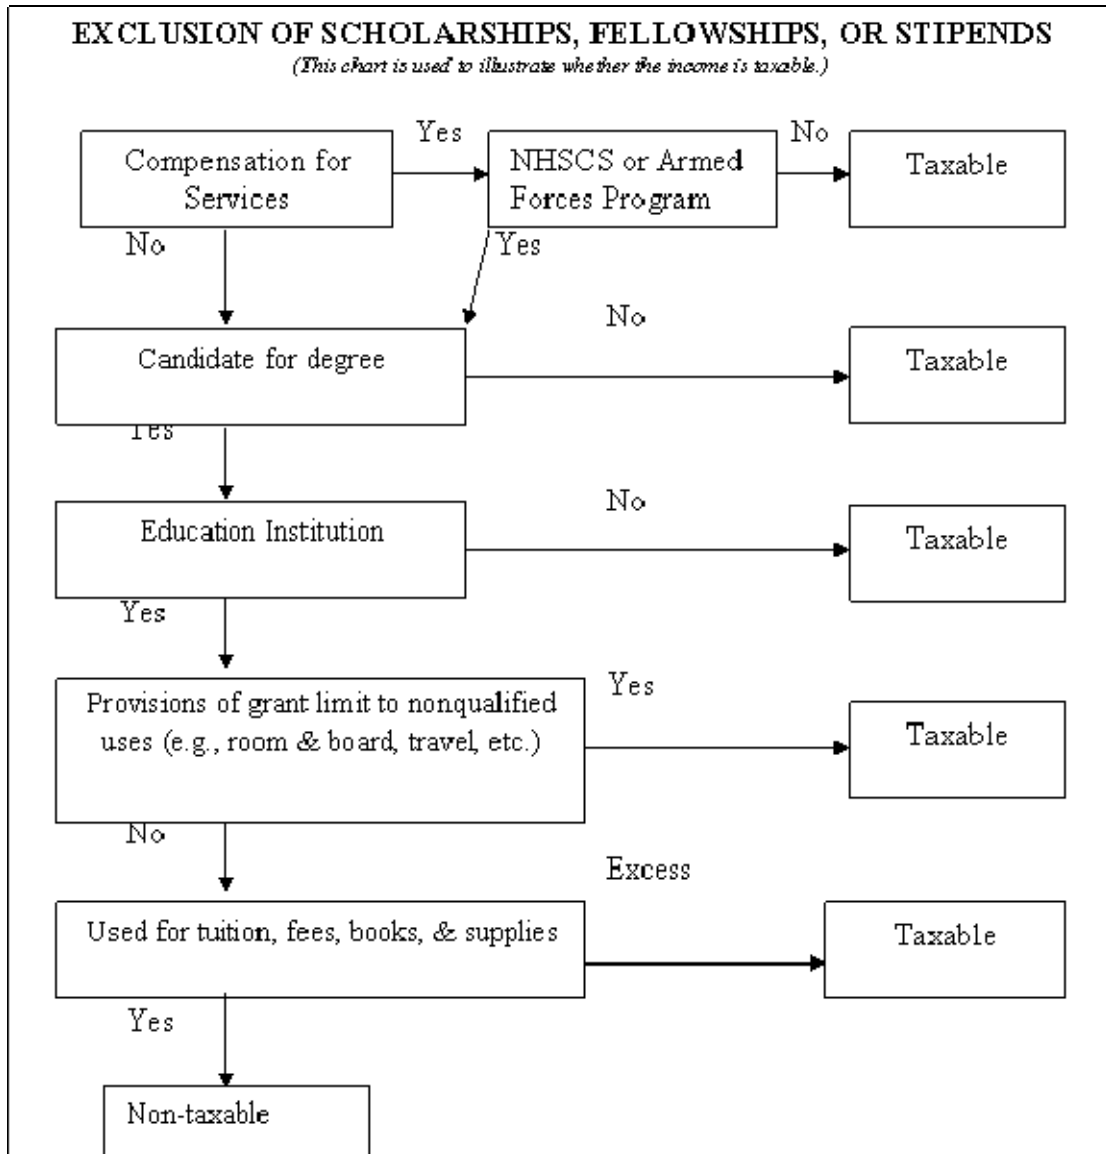 EXCLUSION OF SCHOLARSHIPS, FELLOWSHIPS, OR STIPENDS
(This chart is used to illustrate whether the income is taxable.)
Compensation for
Services
Yes
NHSCS or Armed
Forces Program
No
Taxable
No
Yes
Candidate for degree
No
Taxable
Yes
Education Institution
No
Taxable
Yes
Provisions of grant limit to nonqualified
uses (e.g., room & board, travel, etc.)
Yes
Taxable
No
Used for tuition, fees, books, & supplies
Excess
Taxable
Yes
Non-taxable